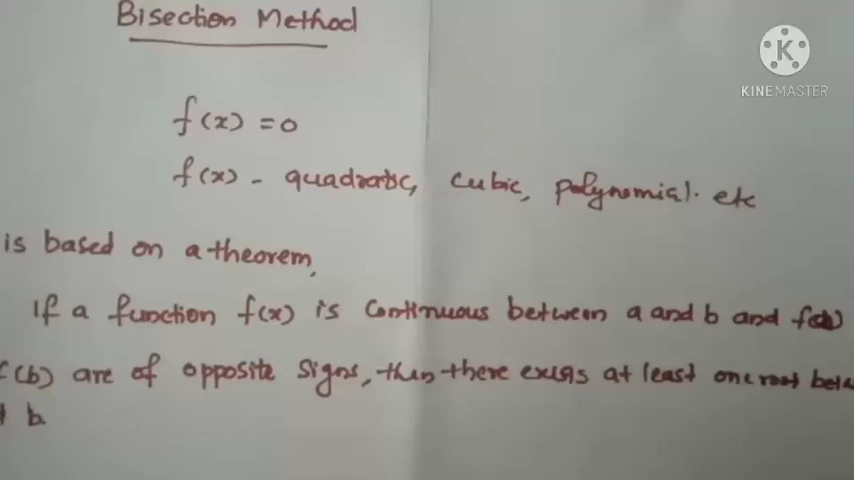 Bisection Method
K
KINEMASTER
f(x) = 0
f(x) - quadratic, cubic, polynomial. etc
is based on a theorem,
If a function f(x) is continuous between a and b and f(a)
f(b) are of opposite signs, then there exists at least one root
b